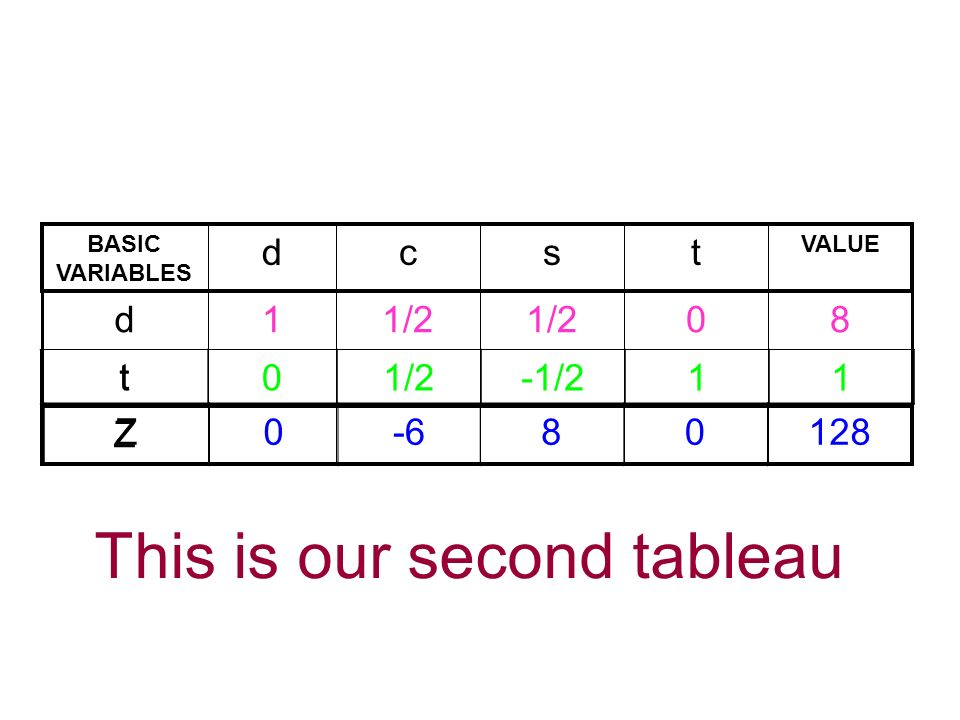 BASIC VARIABLES d c s t VALUE
d 1 1/2 1/2 0 8
t 0 1/2 -1/2 1 1
Z 0 -6 8 0 128
This is our second tableau